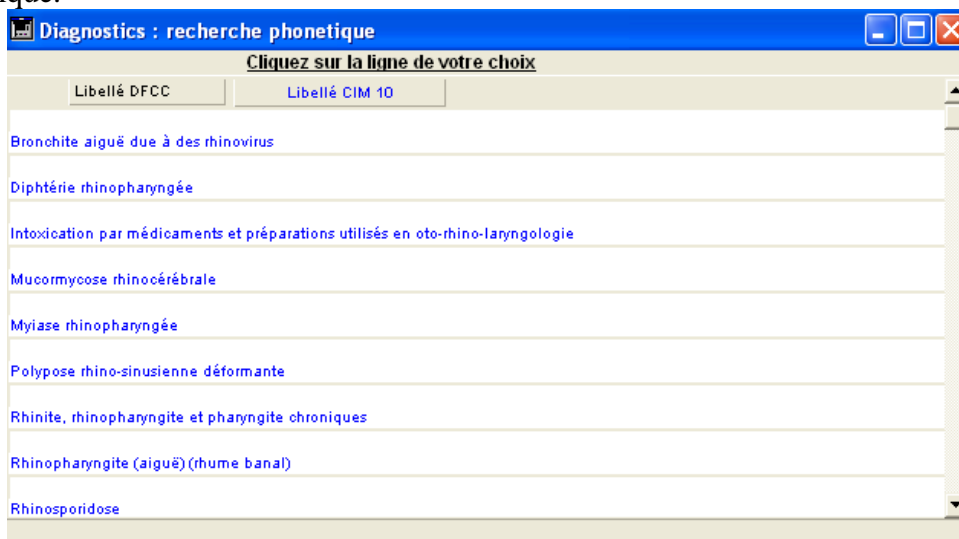 ique.
Diagnostics : recherche phonetique
Cliquez sur la ligne de votre choix
Libellé DFCC Libellé CIM 10
Bronchite aiguë due à des rhinovirus
Diphtérie rhinopharyngée
Intoxication par médicaments et préparations utilisés en oto-rhino-laryngologie
Mucormycose rhinocérébrale
Myiase rhinopharyngée
Polypose rhino-sinusienne déformante
Rhinite, rhinopharyngite et pharyngite chroniques
Rhinopharyngite (aiguë) (rhume banal)
Rhinosporidose